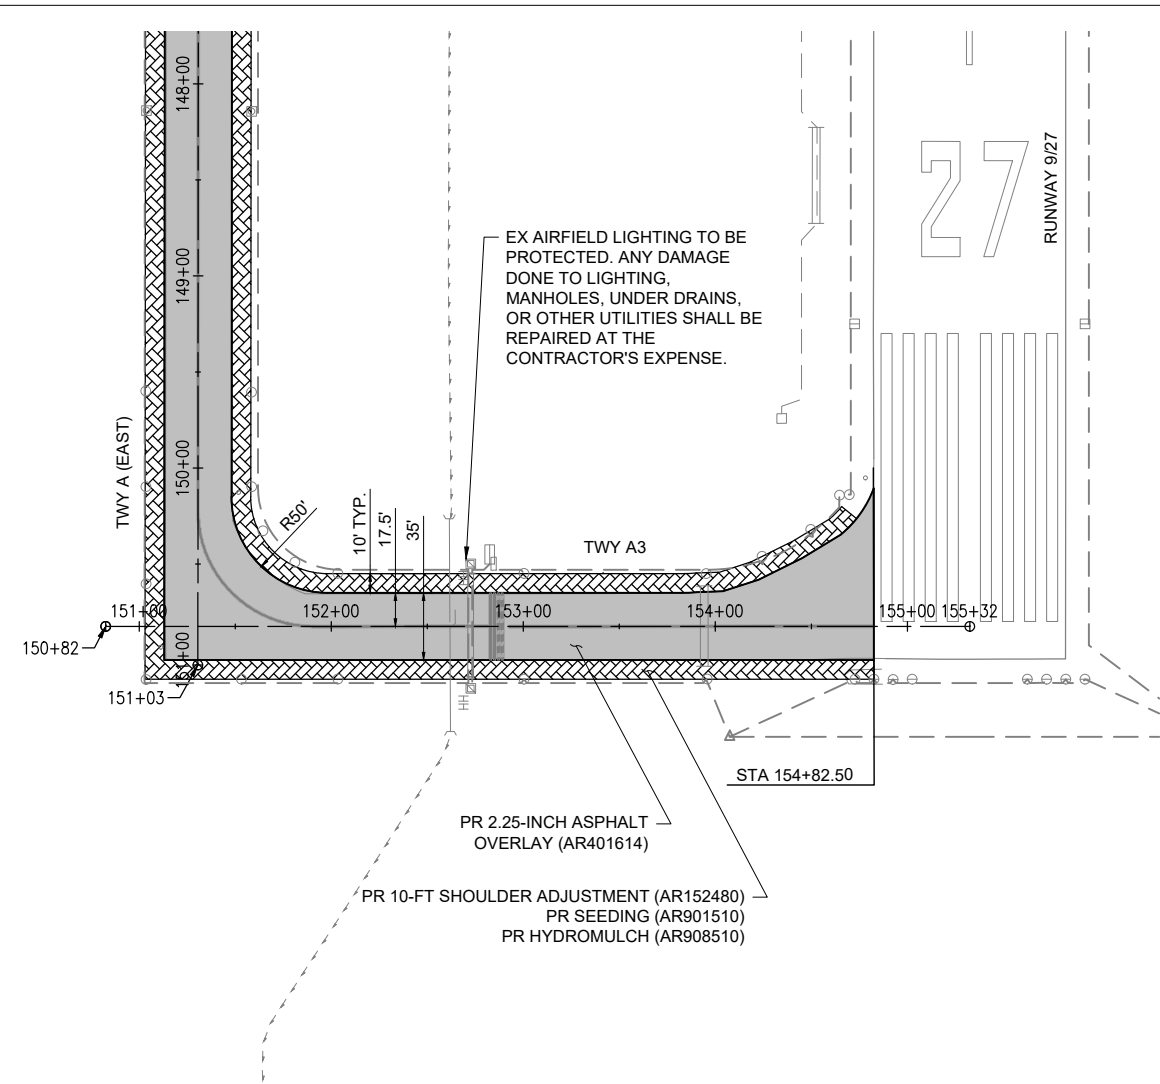 148+00
149+00
150+00
151+00
TWY A (EAST)
27
RUNWAY 9/27
EX AIRFIELD LIGHTING TO BE
PROTECTED. ANY DAMAGE
DONE TO LIGHTING,
MANHOLES, UNDER DRAINS,
OR OTHER UTILITIES SHALL BE
REPAIRED AT THE
CONTRACTOR'S EXPENSE.
R50'
10' TYP.
17.5'
35'
TWY A3
151+00
152+00
153+00
154+00
155+00
155+32
150+82
151+03
STA 154+82.50
PR 2.25-INCH ASPHALT
OVERLAY (AR401614)
PR 10-FT SHOULDER ADJUSTMENT (AR152480)
PR SEEDING (AR901510)
PR HYDROMULCH (AR908510)